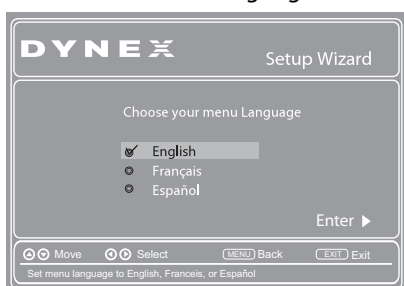 DYNEX
Setup Wizard
Choose your menu Language
English
Français
Español
Enter
Move Select MENU Back EXIT Exit
Set menu language to English, Franceis, or Español